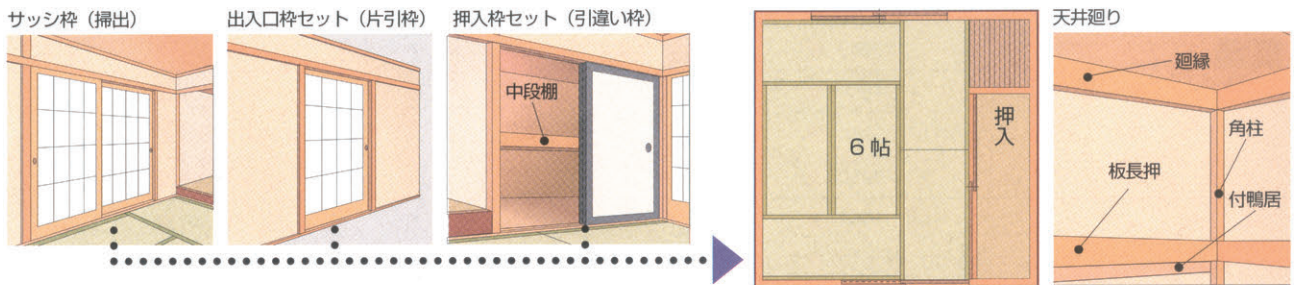 サッシ枠（掃出）
出入口枠セット（片引枠）
押入枠セット（引違い枠）
中段棚
6帖
押入
天井廻り
廻縁
角柱
板長押
付鴨居